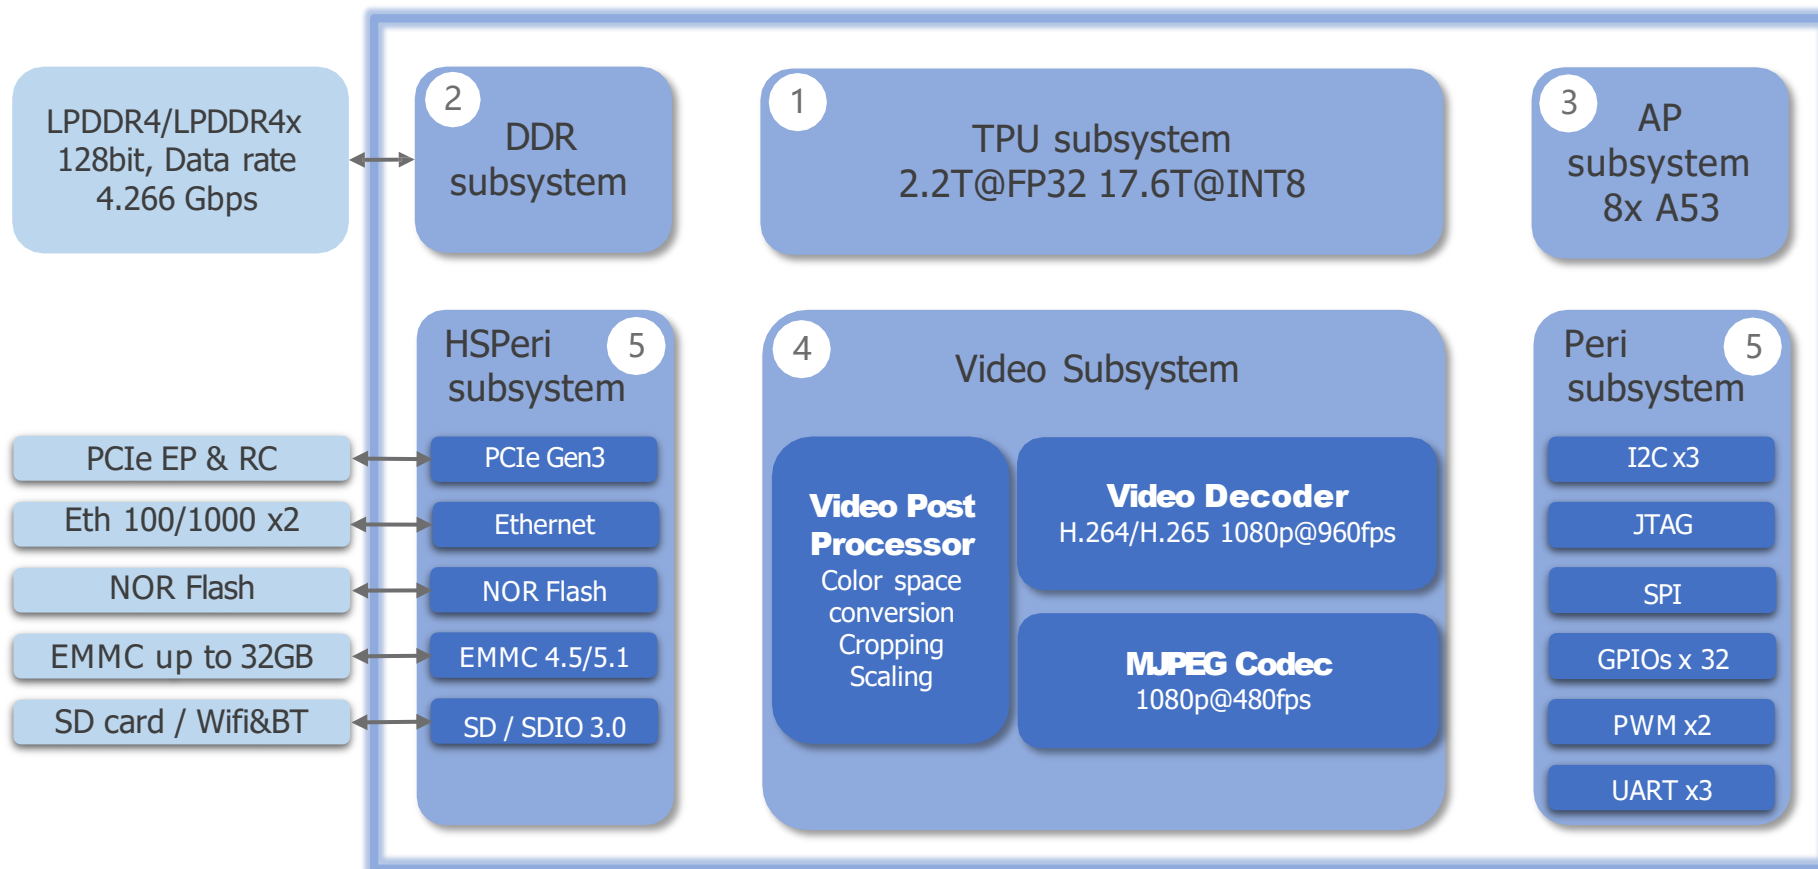 LPDDR4/LPDDR4x
128bit, Data rate
4.266 Gbps
2
DDR
subsystem
1
TPU subsystem
2.2T@FP32 17.6T@INT8
3
AP
subsystem
8x A53
HSPeri
subsystem
5
PCIe EP & RC
PCIe Gen3
Eth 100/1000 x2
Ethernet
NOR Flash
NOR Flash
EMMC up to 32GB
EMMC 4.5/5.1
SD card / Wifi&BT
SD / SDIO 3.0
4
Video Subsystem
Video Post
Processor
Color space
conversion
Cropping
Scaling
Video Decoder
H.264/H.265 1080p@960fps
MJPEG Codec
1080p@480fps
Peri
subsystem
5
I2C x3
JTAG
SPI
GPIOs x 32
PWM x2
UART x3